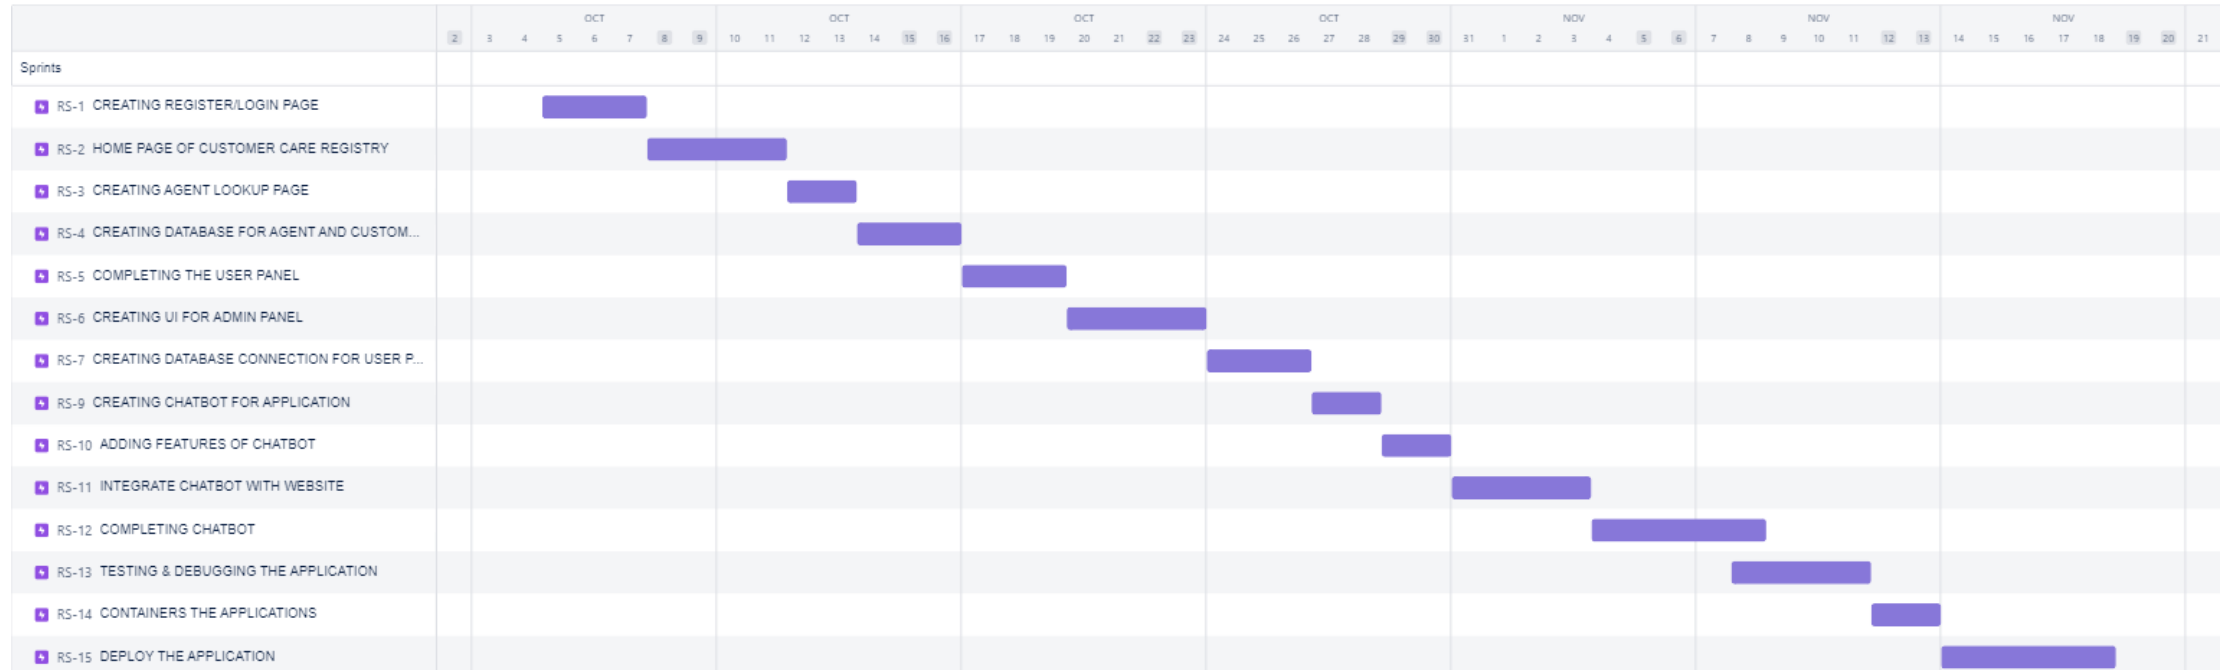 OCT OCT OCT OCT NOV NOV NOV
2 3 4 5 6 7 8 9 10 11 12 13 14 15 16 17 18 19 20 21 22 23 24 25 26 27 28 29 30 31 1 2 3 4 5 6 7 8 9 10 11 12 13 14 15 16 17 18 19 20 21
Sprints
RS-1 CREATING REGISTER/LOGIN PAGE
RS-2 HOME PAGE OF CUSTOMER CARE REGISTRY
RS-3 CREATING AGENT LOOKUP PAGE
RS-4 CREATING DATABASE FOR AGENT AND CUSTOM...
RS-5 COMPLETING THE USER PANEL
RS-6 CREATING UI FOR ADMIN PANEL
RS-7 CREATING DATABASE CONNECTION FOR USER P...
RS-9 CREATING CHATBOT FOR APPLICATION
RS-10 ADDING FEATURES OF CHATBOT
RS-11 INTEGRATE CHATBOT WITH WEBSITE
RS-12 COMPLETING CHATBOT
RS-13 TESTING & DEBUGGING THE APPLICATION
RS-14 CONTAINERS THE APPLICATIONS
RS-15 DEPLOY THE APPLICATION